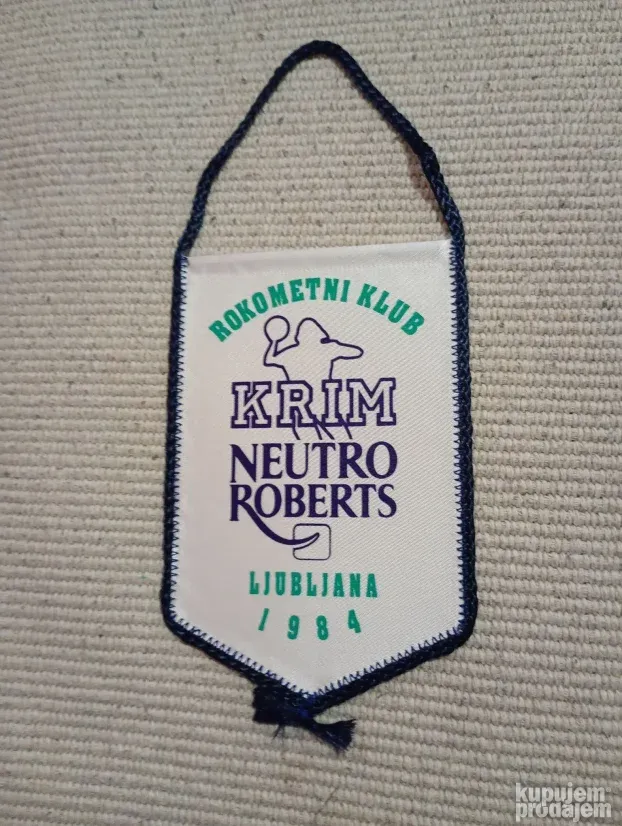 ROKOMETNI KLUB
KRIM
NEUTRO
ROBERTS
LJUBLJANA
1984
kupujem
prodajem